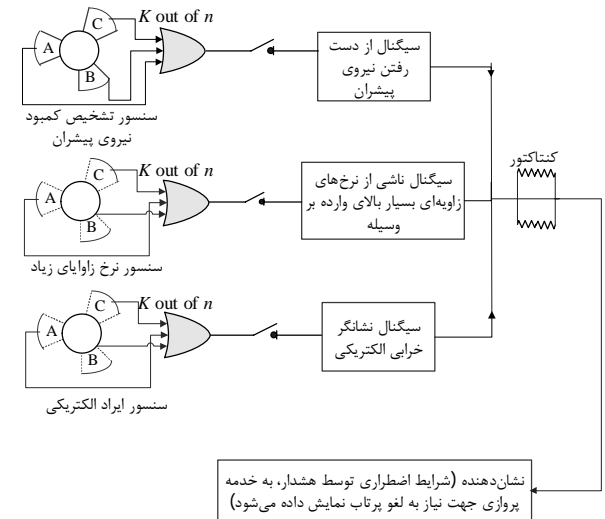 K out of n
C
A
B
سیگنال از دست
رفتن نیروی
پیشران
سنسور تشخیص کمبود
نیروی پیشران
کنتاکتور
K out of n
C
A
B
سیگنال ناشی از نرخ‌های
زاویه‌ای بسیار بالای وارده بر
وسیله
سنسور نرخ زاوایای زیاد
K out of n
C
A
B
سیگنال نشانگر
خرابی الکتریکی
سنسور ایراد الکتریکی
نشان‌دهنده (شرایط اضطراری توسط هشدار، به خدمه
پروازی جهت نیاز به لغو پرتاب نمایش داده می‌شود)